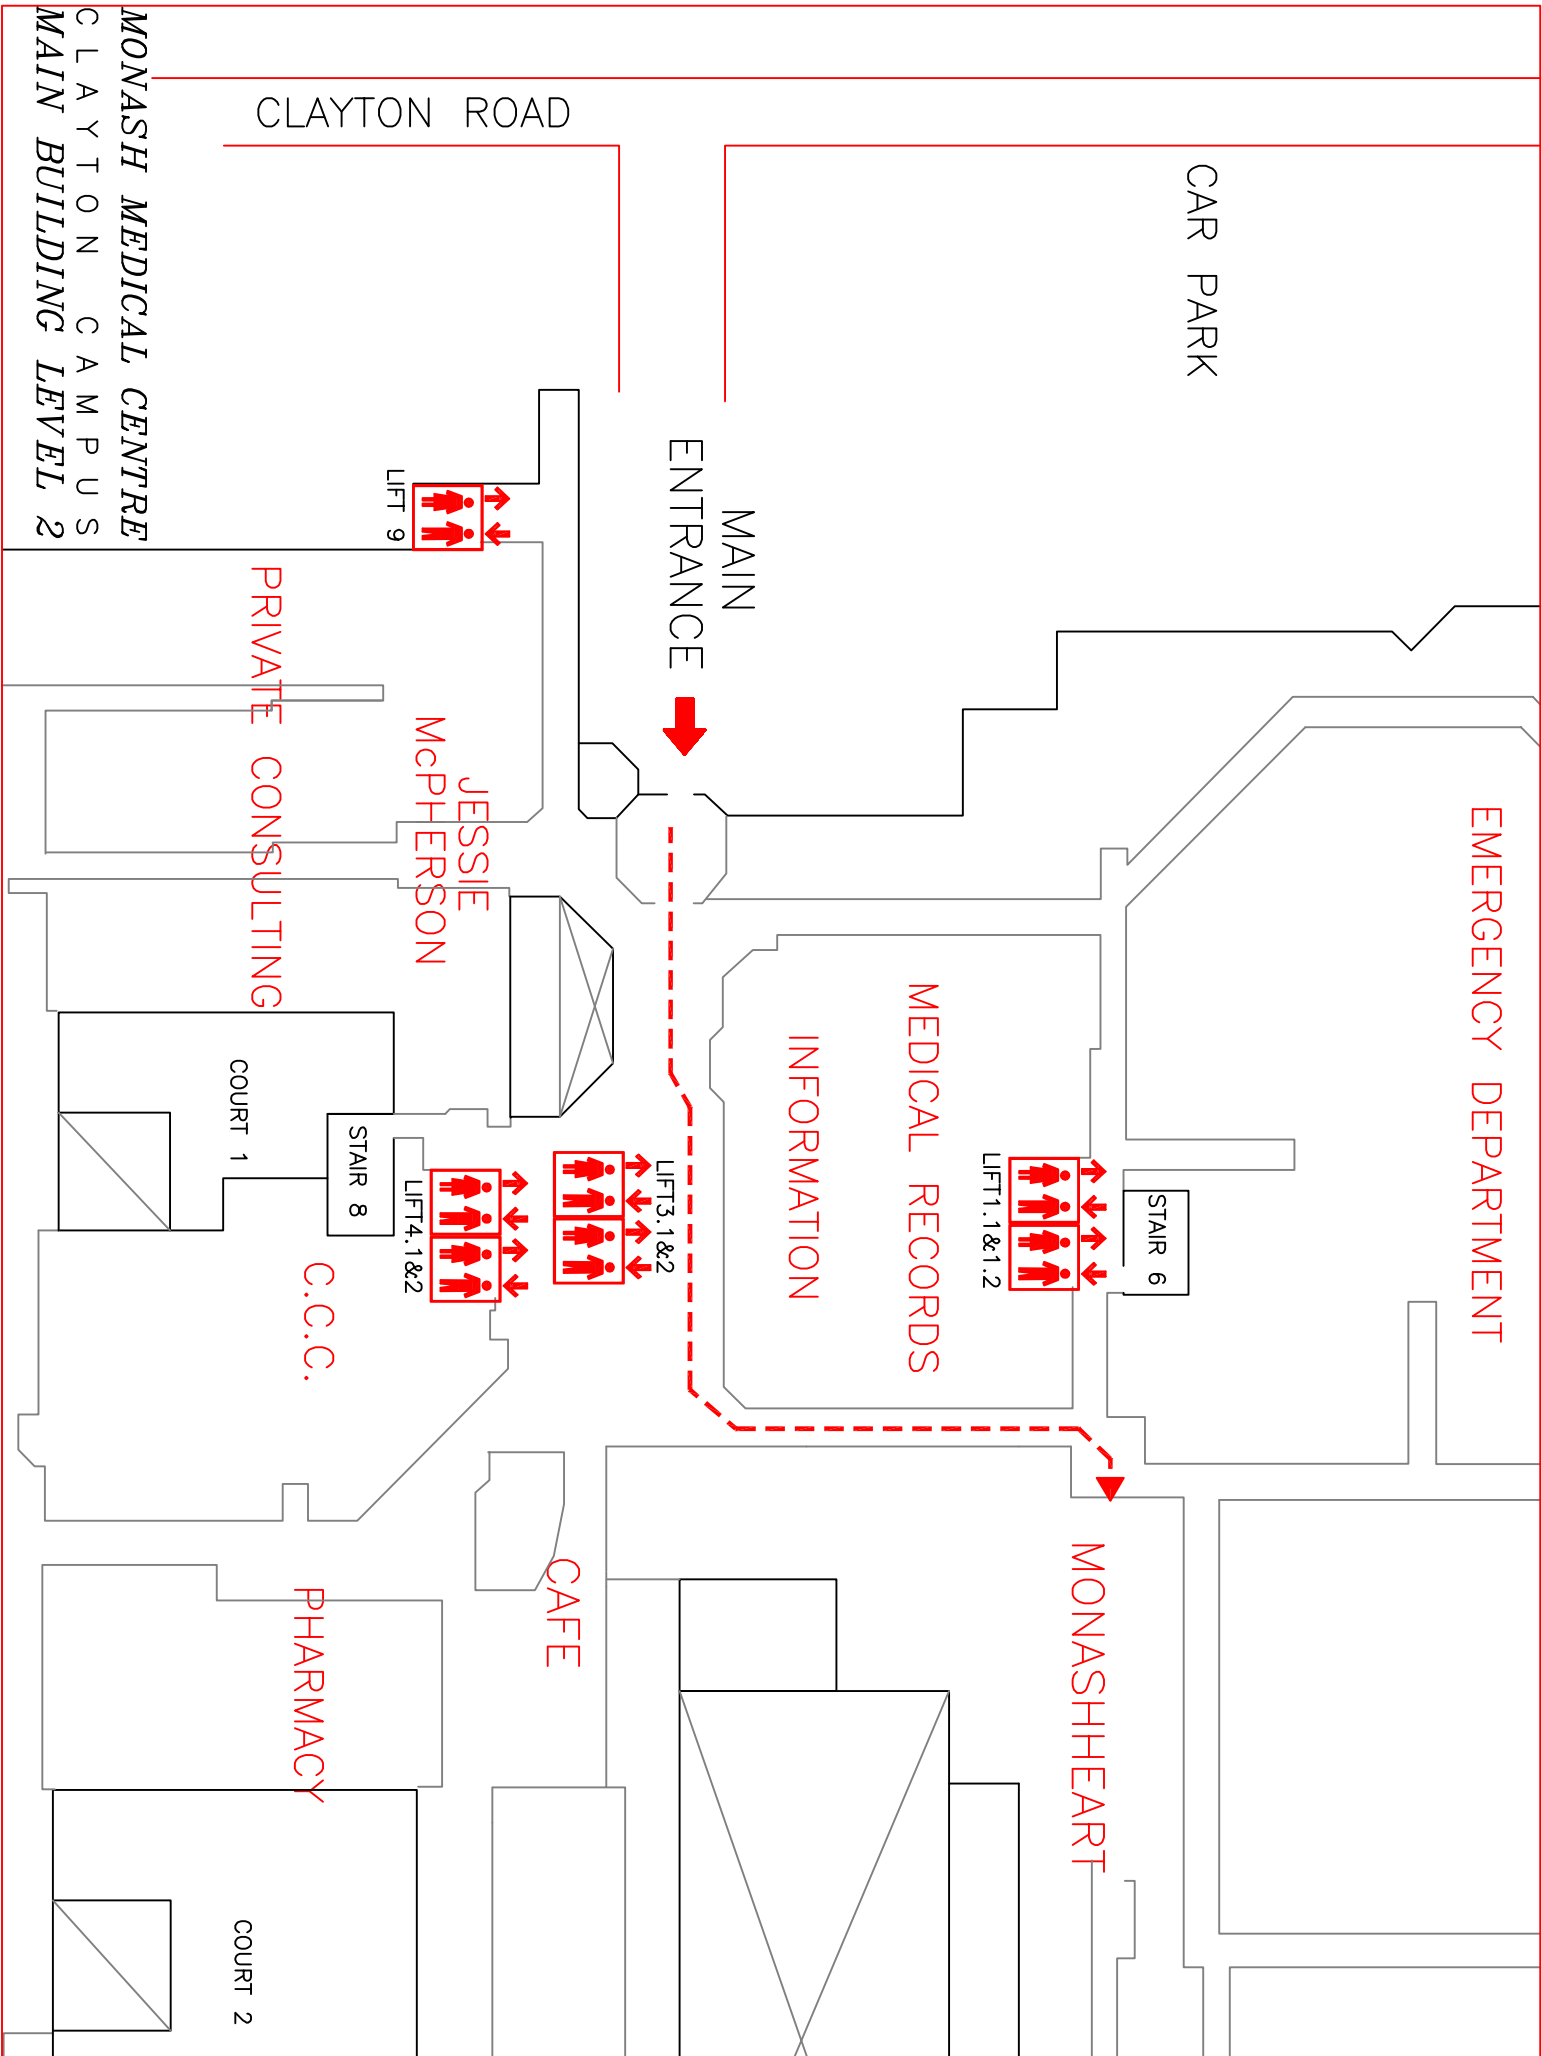 MONASH MEDICAL CENTRE
CLAYTON CAMPUS
MAIN BUILDING LEVEL 2
CLAYTON ROAD
CAR PARK
MAIN
ENTRANCE
LIFT 9
PRIVATE CONSULTING
JESSIE
McPHERSON
EMERGENCY DEPARTMENT
MEDICAL RECORDS
INFORMATION
COURT 1
STAIR 8
LIFT4.1&2
LIFT3.1&2
LIFT1.1&1.2
STAIR 6
C.C.C.
CAFE
PHARMACY
MONASHHEART
COURT 2